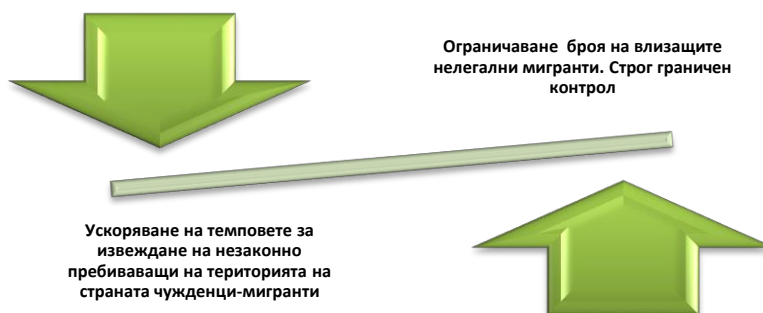 Ограничаване броя на влизащите
нелегални мигранти. Строг граничен
контрол
Ускоряване на темповете за
извеждане на незаконно
пребиваващи на територията на
страната чужденци-мигранти